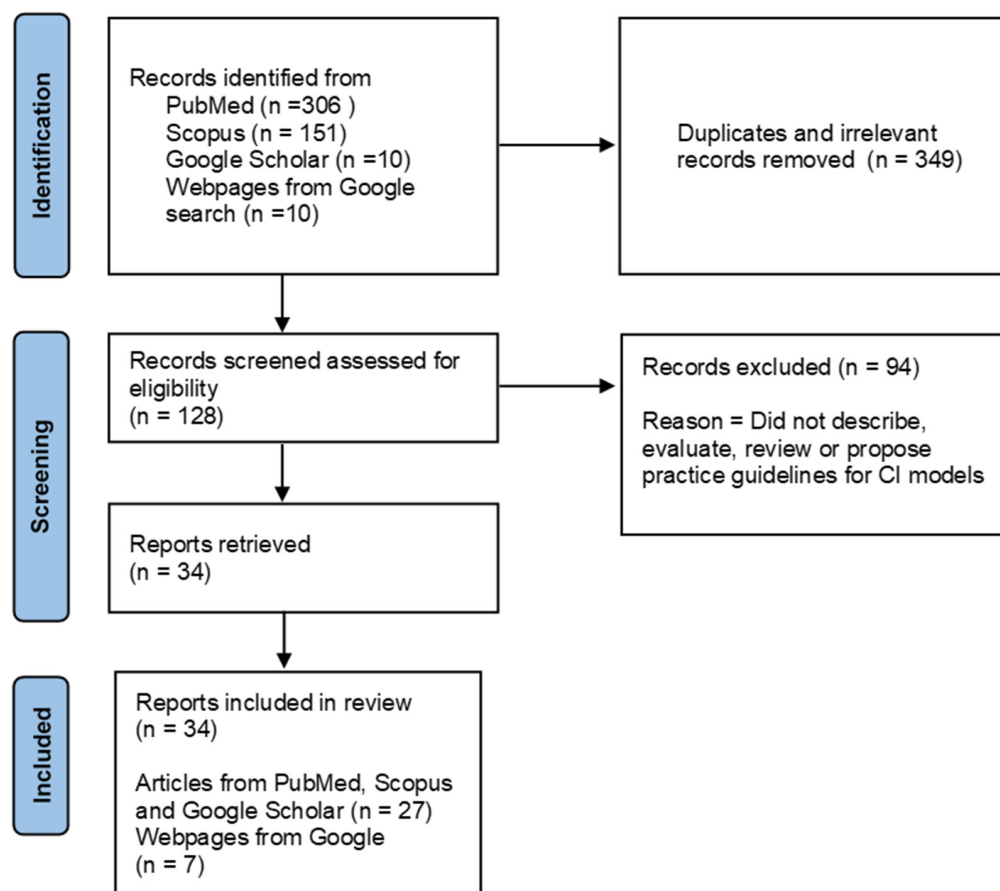 Identification
Records identified from
PubMed (n =306 )
Scopus (n = 151)
Google Scholar (n =10)
Webpages from Google
search (n =10)
Duplicates and irrelevant
records removed (n = 349)
Screening
Records screened assessed for
eligibility
(n = 128)
Records excluded (n = 94)
Reason = Did not describe,
evaluate, review or propose
practice guidelines for CI models
Reports retrieved
(n = 34)
Included
Reports included in review
(n = 34)
Articles from PubMed, Scopus
and Google Scholar (n = 27)
Webpages from Google
(n = 7)